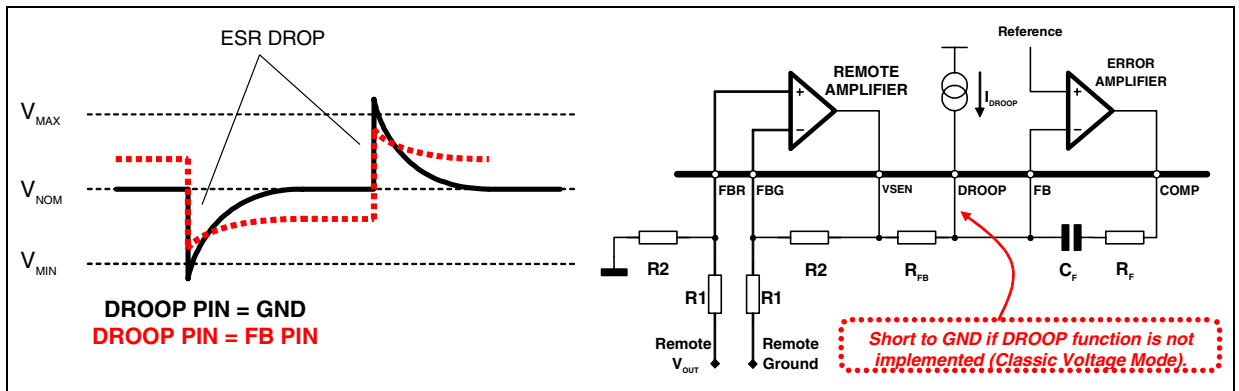 ESR DROP
VMAX
VNOM
VMIN
DROOP PIN = GND
DROOP PIN = FB PIN
Reference
REMOTE
AMPLIFIER
ERROR
AMPLIFIER
IDROOP
+
−
+
−
FBR
FBG
VSEN
DROOP
FB
COMP
R2
R2
RFB
CF
RF
R1
R1
Remote
VOUT
Remote
Ground
Short to GND if DROOP function is not
implemented (Classic Voltage Mode).